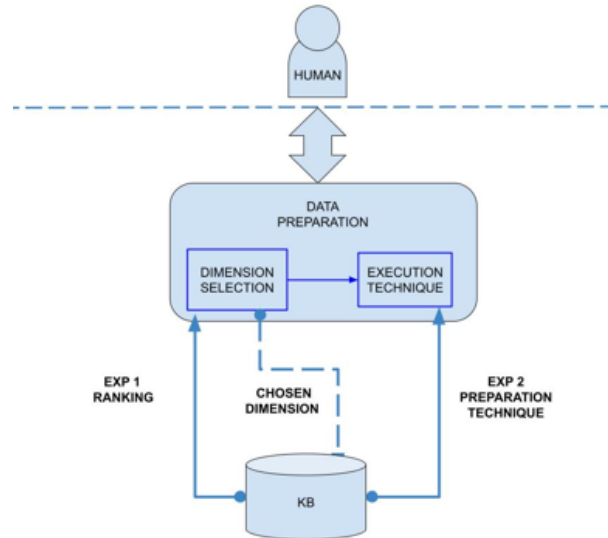 HUMAN
DATA
PREPARATION
DIMENSION
SELECTION
EXECUTION
TECHNIQUE
EXP 1
RANKING
CHOSEN
DIMENSION
EXP 2
PREPARATION
TECHNIQUE
KB